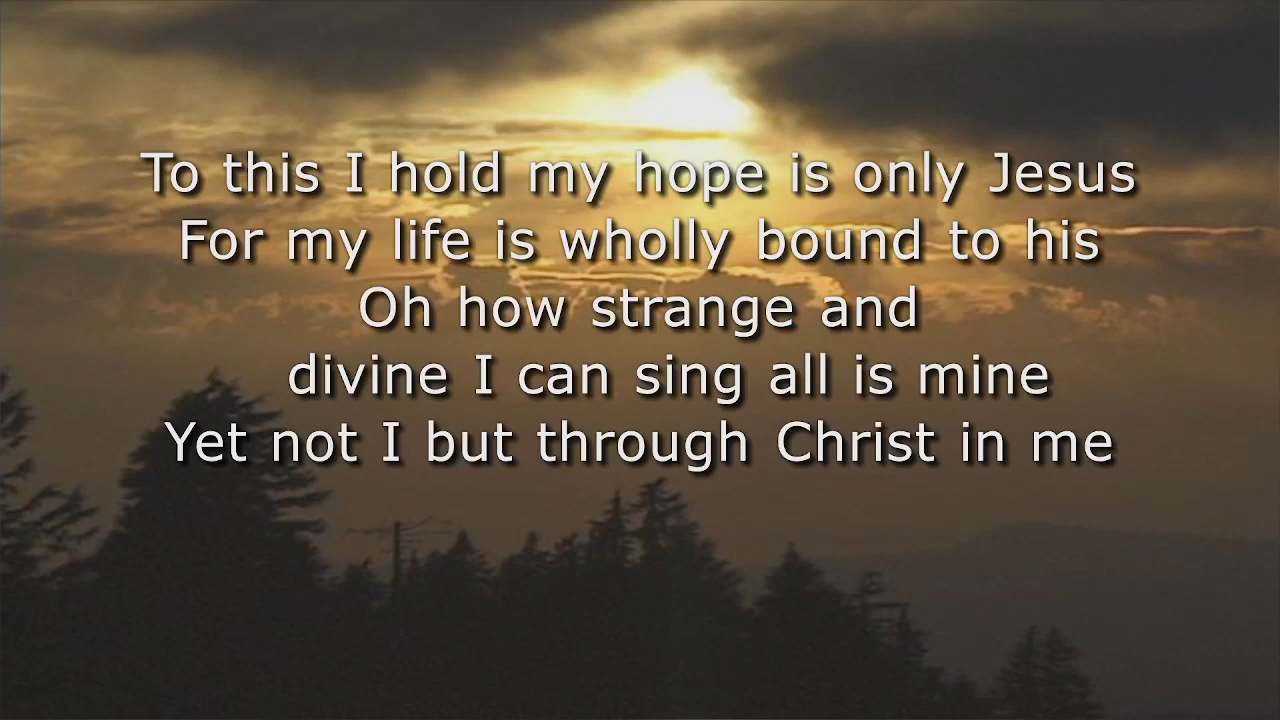 To this I hold my hope is only Jesus
For my life is wholly bound to his
Oh how strange and
divine I can sing all is mine
Yet not I but through Christ in me